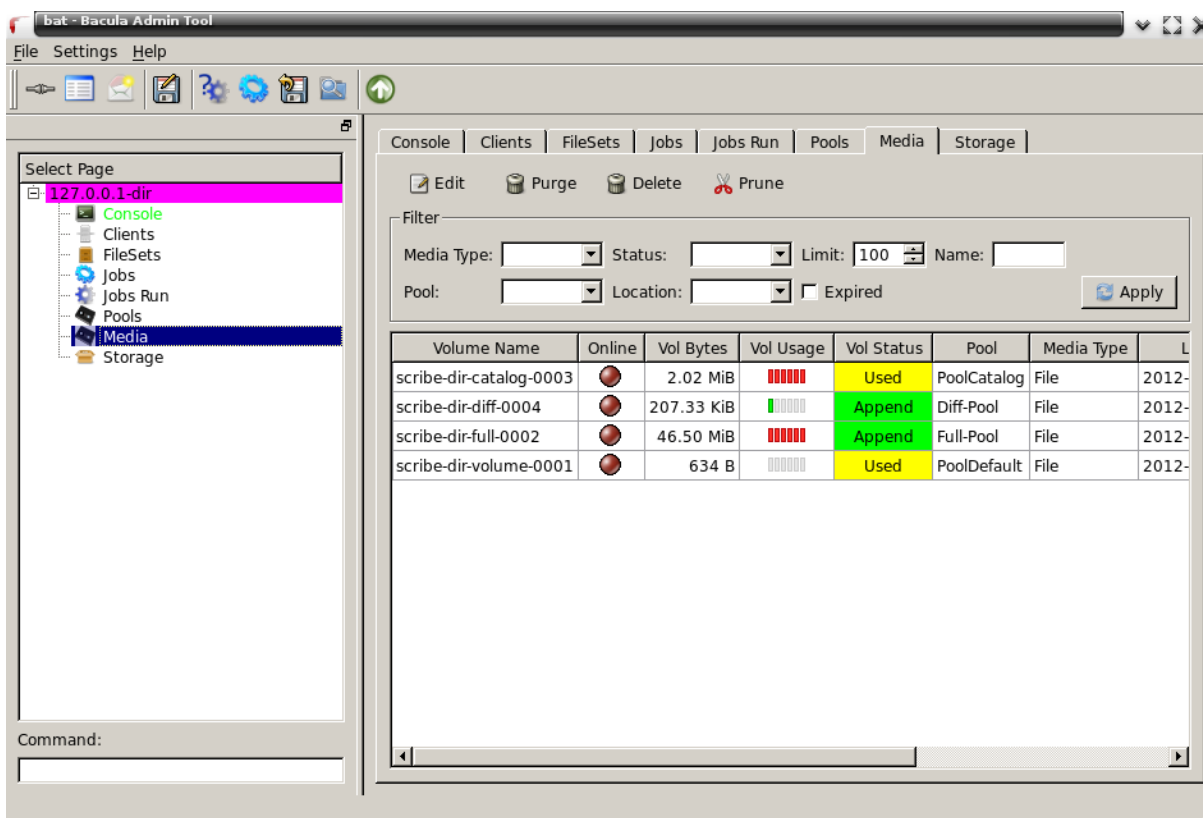 bat - Bacula Admin Tool
File Settings Help
Console Clients FileSets Jobs Jobs Run Pools Media Storage
Select Page
127.0.0.1-dir
Console
Clients
FileSets
Jobs
Jobs Run
Pools
Media
Storage
Command:
Edit Purge Delete Prune
Filter
Media Type: Status: Limit: 100 Name:
Pool: Location: Expired Apply
Volume Name Online Vol Bytes Vol Usage Vol Status Pool Media Type L
scribe-dir-catalog-0003 2.02 MiB Used PoolCatalog File 2012-
scribe-dir-diff-0004 207.33 KiB Append Diff-Pool File 2012-
scribe-dir-full-0002 46.50 MiB Append Full-Pool File 2012-
scribe-dir-volume-0001 634 B Used PoolDefault File 2012-